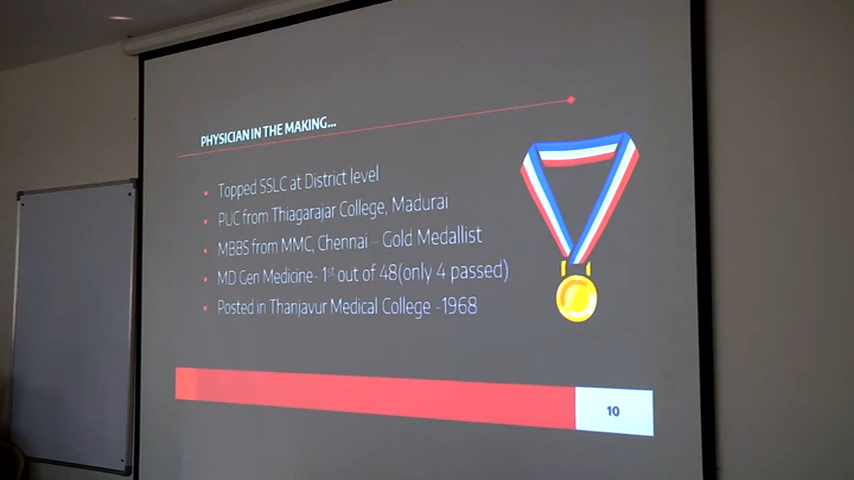 PHYSICIAN IN THE MAKING...
Topped SSLC at District level
PUC from Thiagarajar College, Madurai
MBBS from MMC, Chennai – Gold Medallist
MD Gen Medicine- 1st out of 48(only 4 passed)
Posted in Thanjavur Medical College -1968
10